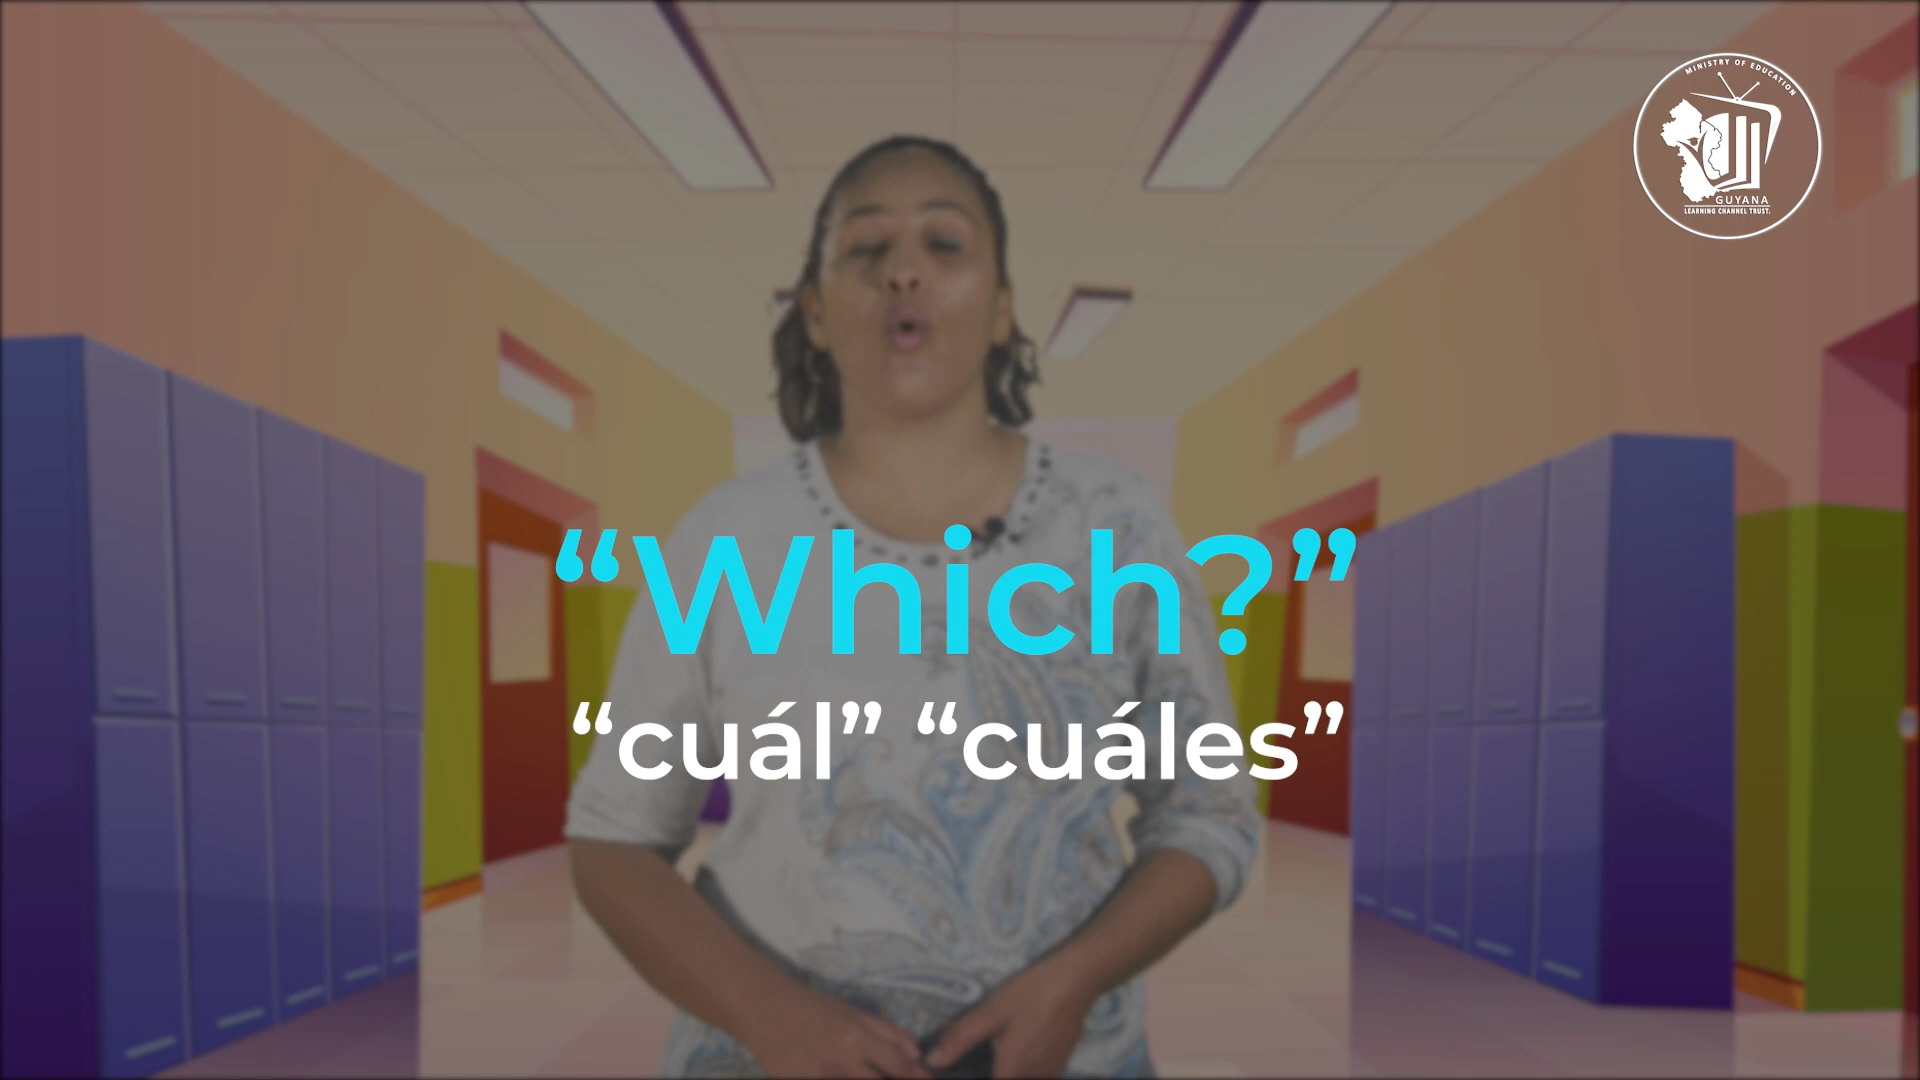 MINISTRY OF EDUCATION
GUYANA
LEARNING CHANNEL TRUST.
“Which?”
“cuál” “cuáles”